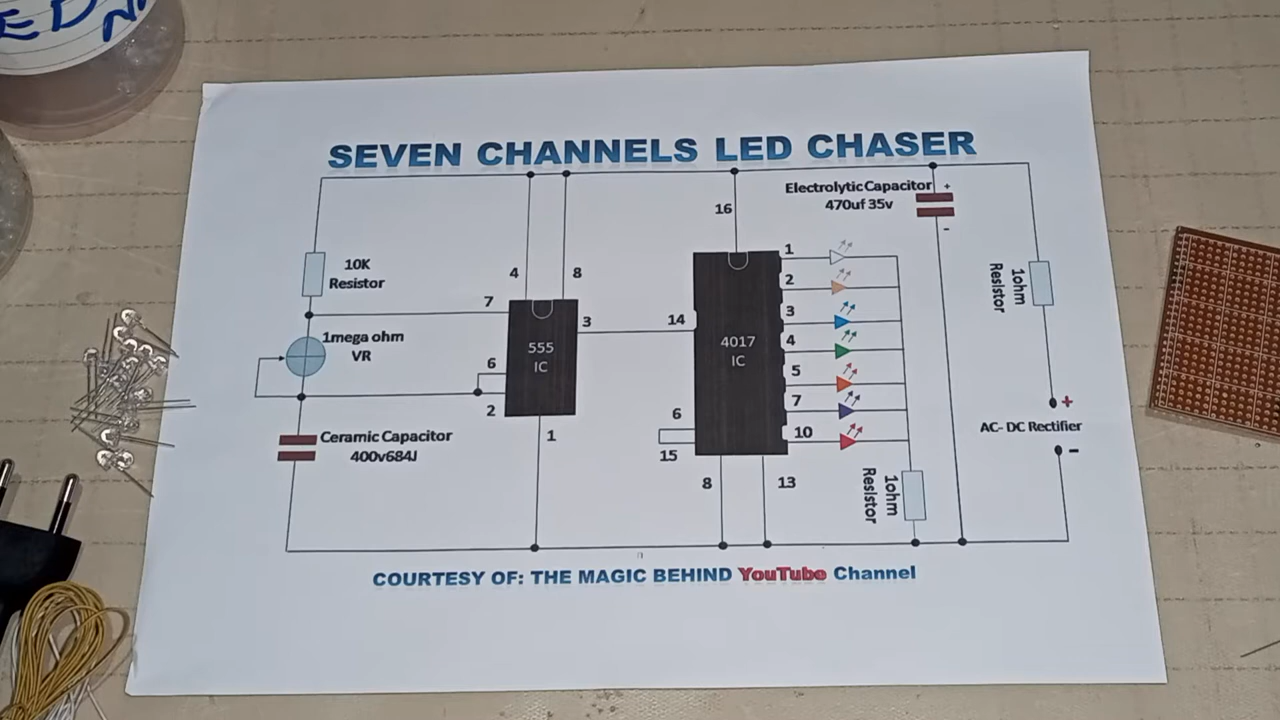 ED
SEVEN CHANNELS LED CHASER
Electrolytic Capacitor
470uf 35v
+
-
16
10K
Resistor
4
8
7
1mega ohm
VR
3
14
555
IC
6
2
4017
IC
1
2
3
4
5
7
10
1ohm
Resistor
+
AC- DC Rectifier
-
Ceramic Capacitor
400v684J
1
6
15
8
13
1ohm
Resistor
COURTESY OF: THE MAGIC BEHIND YouTube Channel